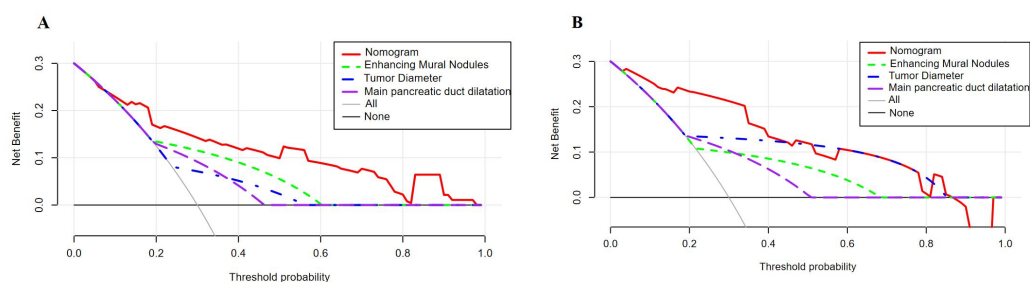 A
Nomogram
Enhancing Mural Nodules
Tumor Diameter
Main pancreatic duct dilatation
All
None
Net Benefit
0.3
0.2
0.1
0.0
0.0 0.2 0.4 0.6 0.8 1.0
Threshold probability
B
Nomogram
Enhancing Mural Nodules
Tumor Diameter
Main pancreatic duct dilatation
All
None
Net Benefit
0.3
0.2
0.1
0.0
0.0 0.2 0.4 0.6 0.8 1.0
Threshold probability